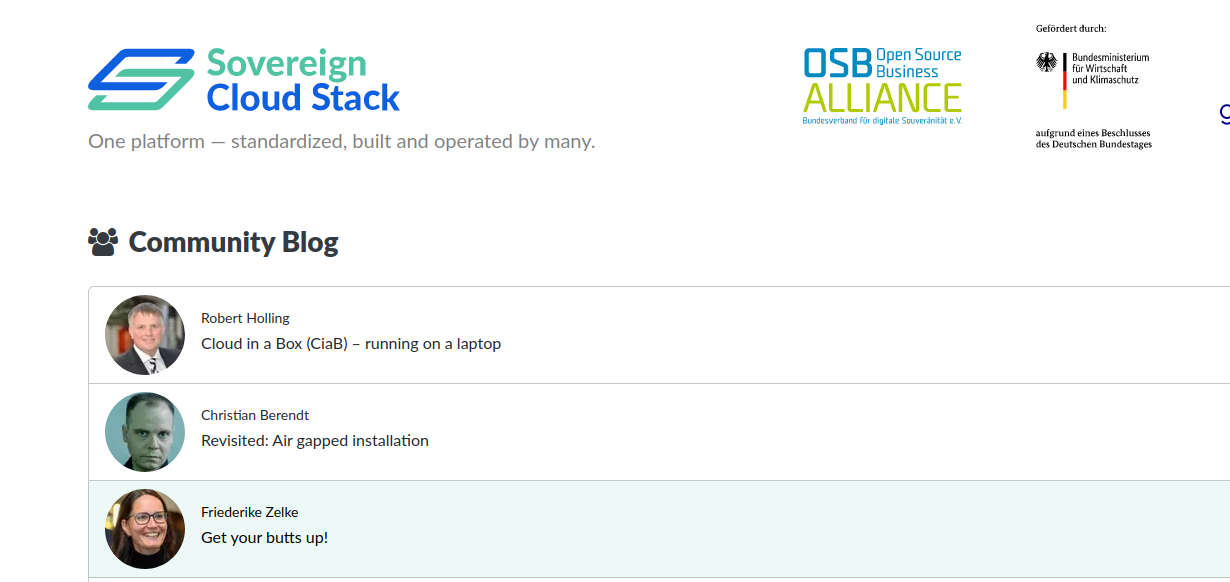 Gefördert durch:
Sovereign
Cloud Stack
OSB Open Source
Business
ALLIANCE
Bundesverband für digitale Souveränität e.V.
Bundesministerium
für Wirtschaft
und Klimaschutz
aufgrund eines Beschlusses
des Deutschen Bundestages
One platform — standardized, built and operated by many.
Community Blog
Robert Holling
Cloud in a Box (CiaB) – running on a laptop
Christian Berendt
Revisited: Air gapped installation
Friederike Zelke
Get your butts up!